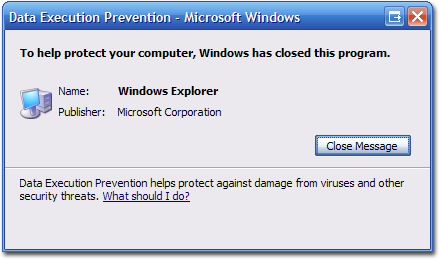 Data Execution Prevention - Microsoft Windows
To help protect your computer, Windows has closed this program.
Name: Windows Explorer
Publisher: Microsoft Corporation
Close Message
Data Execution Prevention helps protect against damage from viruses and other
security threats. What should I do?